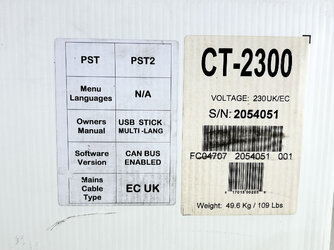 PST PST2
Menu
Languages N/A
Owners
Manual USB STICK
MULTI-LANG
Software
Version CAN BUS
ENABLED
Mains
Cable
Type EC UK
CT-2300
VOLTAGE: 230UK/EC
S/N: 2054051
FC04707 2054051 001
Weight: 49.6 Kg / 109 Lbs